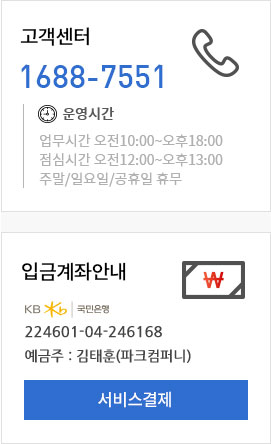 고객센터
1688-7551
운영시간
업무시간 오전10:00~오후18:00
점심시간 오전12:00~오후13:00
주말/일요일/공휴일 휴무
입금계좌안내
₩
KB 국민은행
224601-04-246168
예금주 : 김태훈(파크컴퍼니)
서비스결제